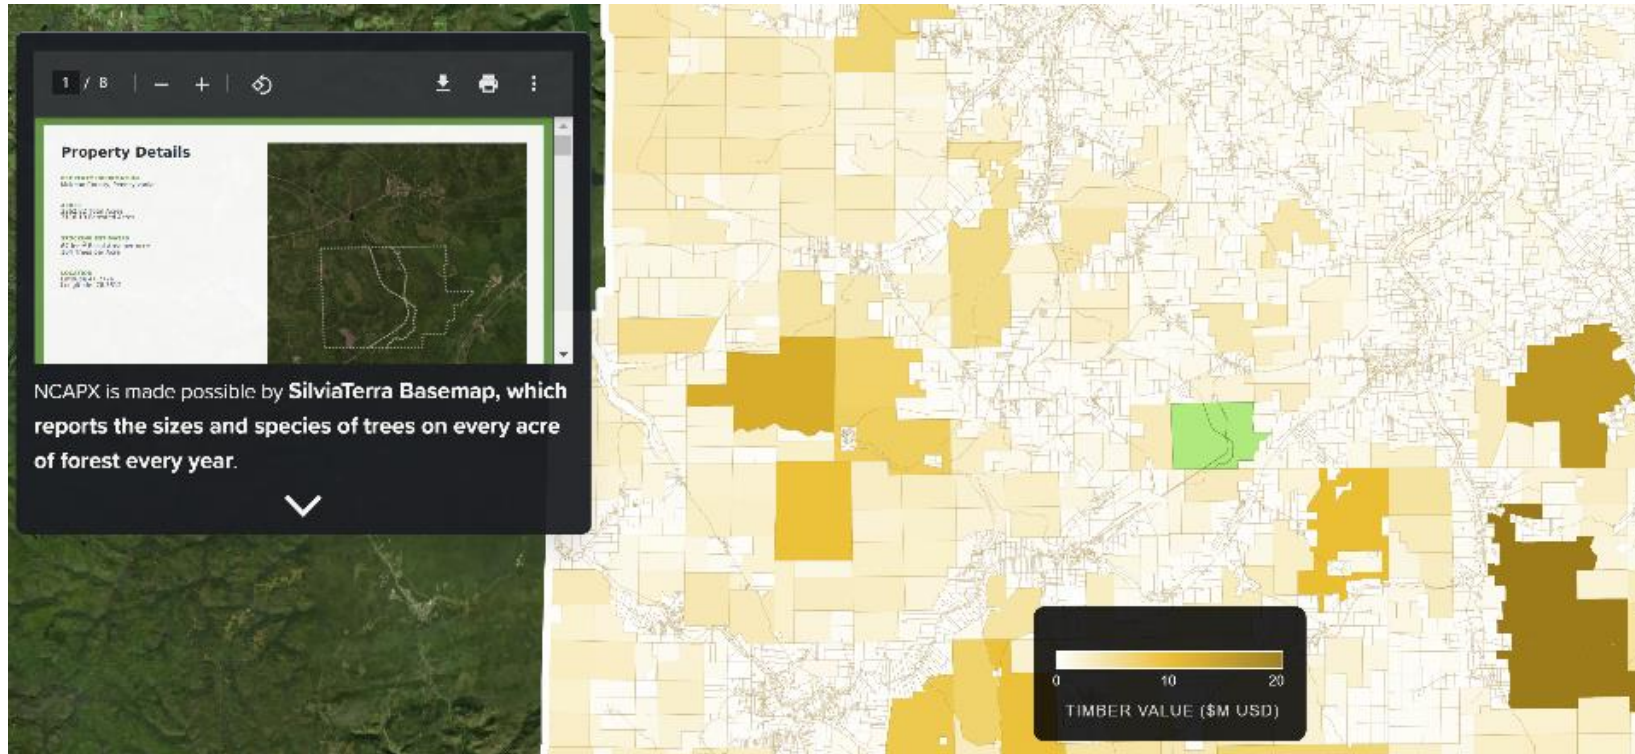 1 / 8
Property Details
LOCATION
NCAPX is made possible by SilviaTerra Basemap, which
reports the sizes and species of trees on every acre
of forest every year.
0 10 20
TIMBER VALUE ($M USD)